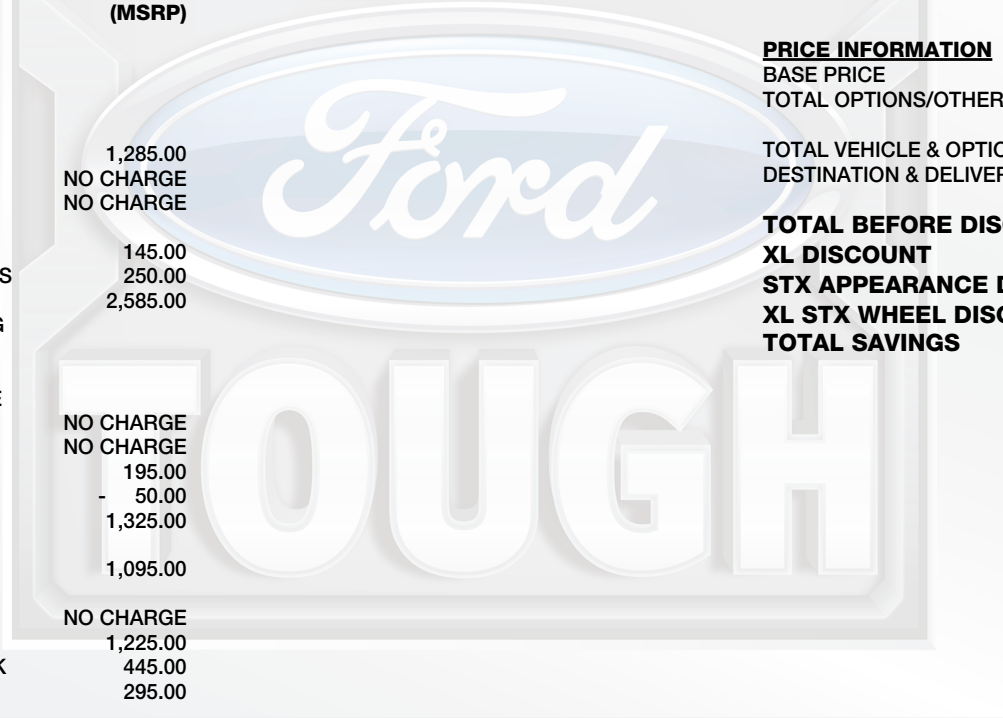 (MSRP)
1,285.00
NO CHARGE
NO CHARGE
145.00
S 250.00
2,585.00
G
E
NO CHARGE
NO CHARGE
195.00
- 50.00
1,325.00
1,095.00
NO CHARGE
1,225.00
K 445.00
295.00
Ford
TOUGH
PRICE INFORMATION
BASE PRICE
TOTAL OPTIONS/OTHER
TOTAL VEHICLE & OPTIO
DESTINATION & DELIVER
TOTAL BEFORE DISC
XL DISCOUNT
STX APPEARANCE D
XL STX WHEEL DISC
TOTAL SAVINGS